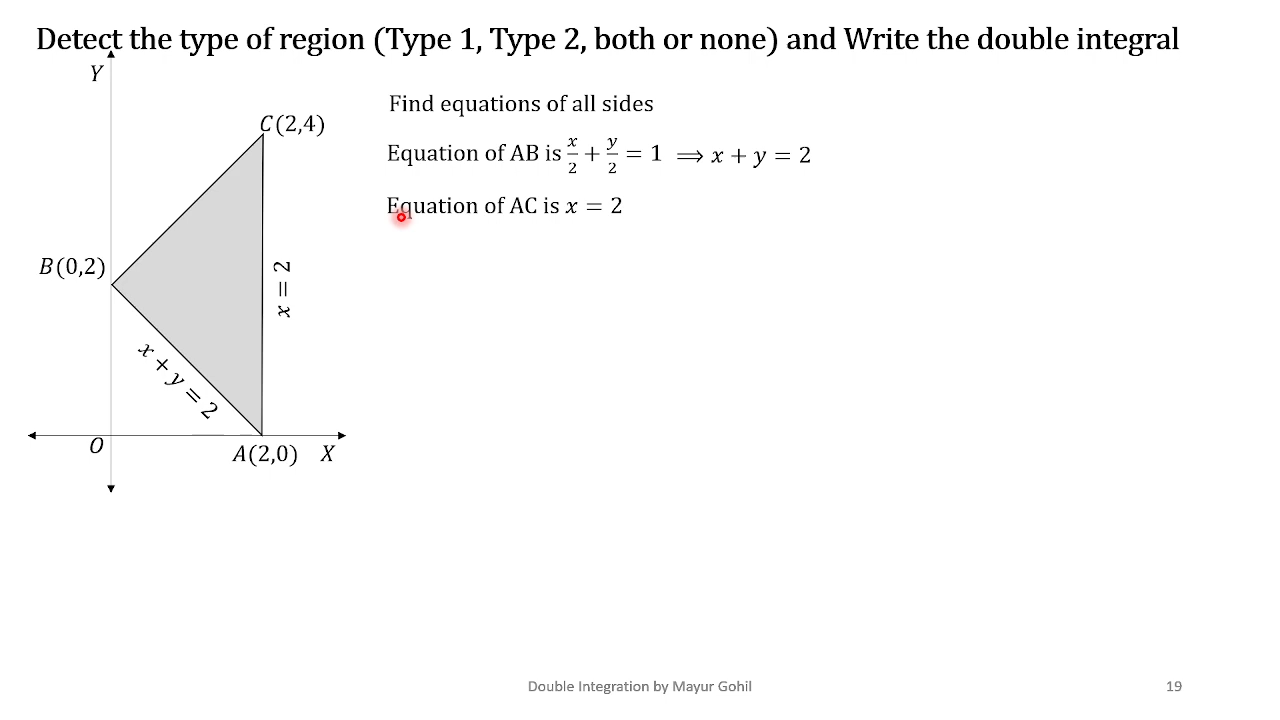 Detect the type of region (Type 1, Type 2, both or none) and Write the double integral
Y
C(2,4)
Find equations of all sides
Equation of AB is x/2 + y/2 = 1 ⟹ x + y = 2
Equation of AC is x = 2
B(0,2)
x = 2
x + y = 2
O
A(2,0)
X
Double Integration by Mayur Gohil
19